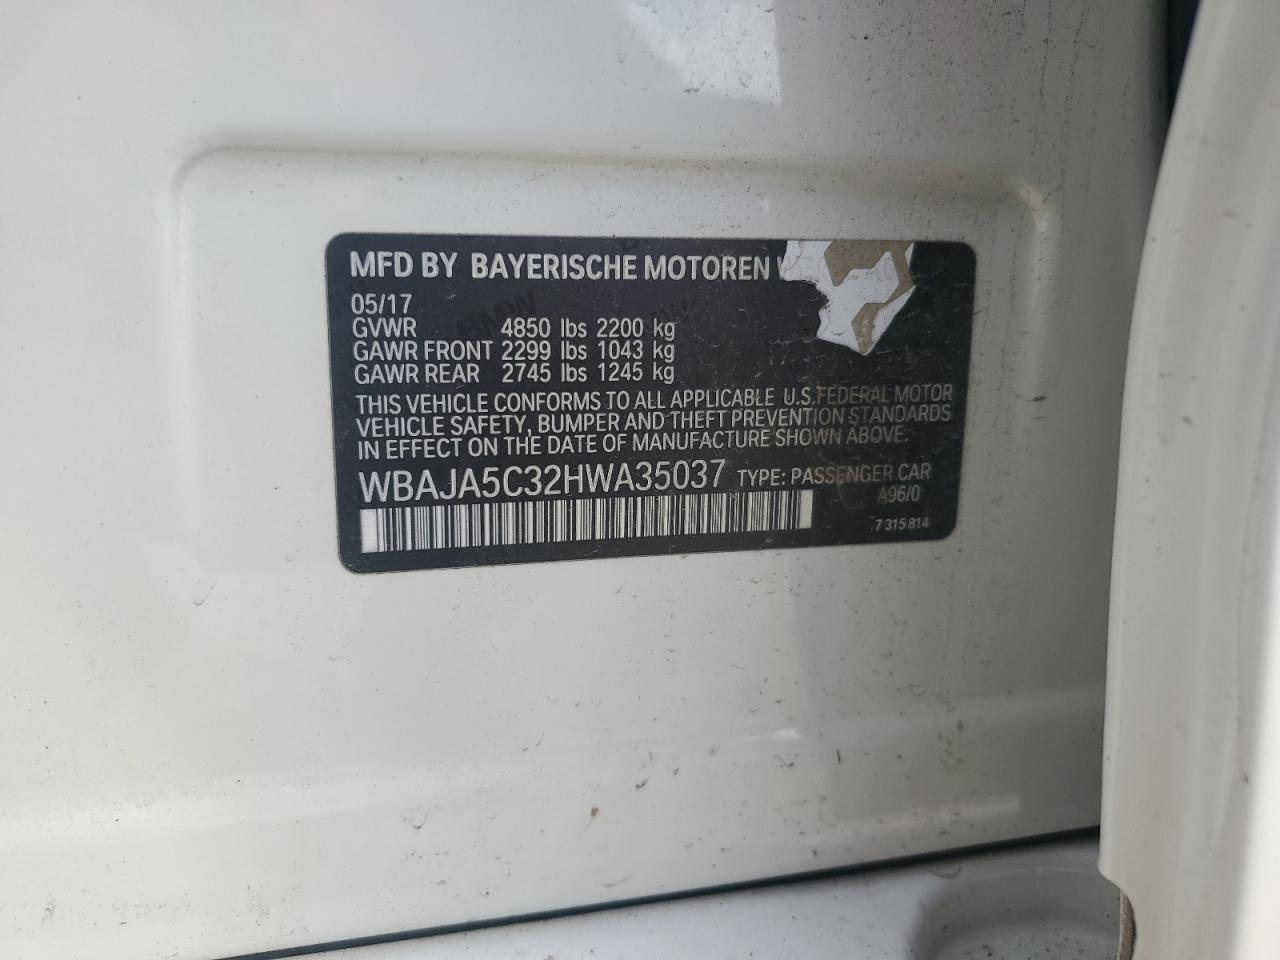 MFD BY BAYERISCHE MOTOREN
05/17
GVWR 4850 lbs 2200 kg
GAWR FRONT 2299 lbs 1043 kg
GAWR REAR 2745 lbs 1245 kg
THIS VEHICLE CONFORMS TO ALL APPLICABLE U.S.FEDERAL MOTOR
VEHICLE SAFETY, BUMPER AND THEFT PREVENTION STANDARDS
IN EFFECT ON THE DATE OF MANUFACTURE SHOWN ABOVE.
WBAJA5C32HWA35037 TYPE: PASSENGER CAR
A96/0
7 315 814